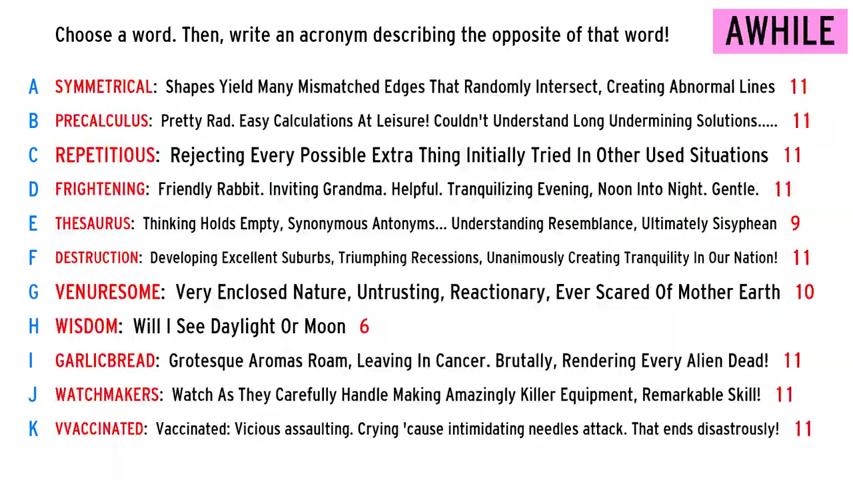 Choose a word. Then, write an acronym describing the opposite of that word! AWHILE
A SYMMETRICAL: Shapes Yield Many Mismatched Edges That Randomly Intersect, Creating Abnormal Lines 11
B PRECALCULUS: Pretty Rad. Easy Calculations At Leisure! Couldn't Understand Long Undermining Solutions..... 11
C REPETITIOUS: Rejecting Every Possible Extra Thing Initially Tried In Other Used Situations 11
D FRIGHTENING: Friendly Rabbit. Inviting Grandma. Helpful. Tranquilizing Evening, Noon Into Night. Gentle. 11
E THESAURUS: Thinking Holds Empty, Synonymous Antonyms... Understanding Resemblance, Ultimately Sisyphean 9
F DESTRUCTION: Developing Excellent Suburbs, Triumphing Recessions, Unanimously Creating Tranquility In Our Nation! 11
G VENURESOME: Very Enclosed Nature, Untrusting, Reactionary, Ever Scared Of Mother Earth 10
H WISDOM: Will I See Daylight Or Moon 6
I GARLICBREAD: Grotesque Aromas Roam, Leaving In Cancer. Brutally, Rendering Every Alien Dead! 11
J WATCHMAKERS: Watch As They Carefully Handle Making Amazingly Killer Equipment, Remarkable Skill! 11
K VVACCINATED: Vaccinated: Vicious assaulting. Crying 'cause intimidating needles attack. That ends disastrously! 11